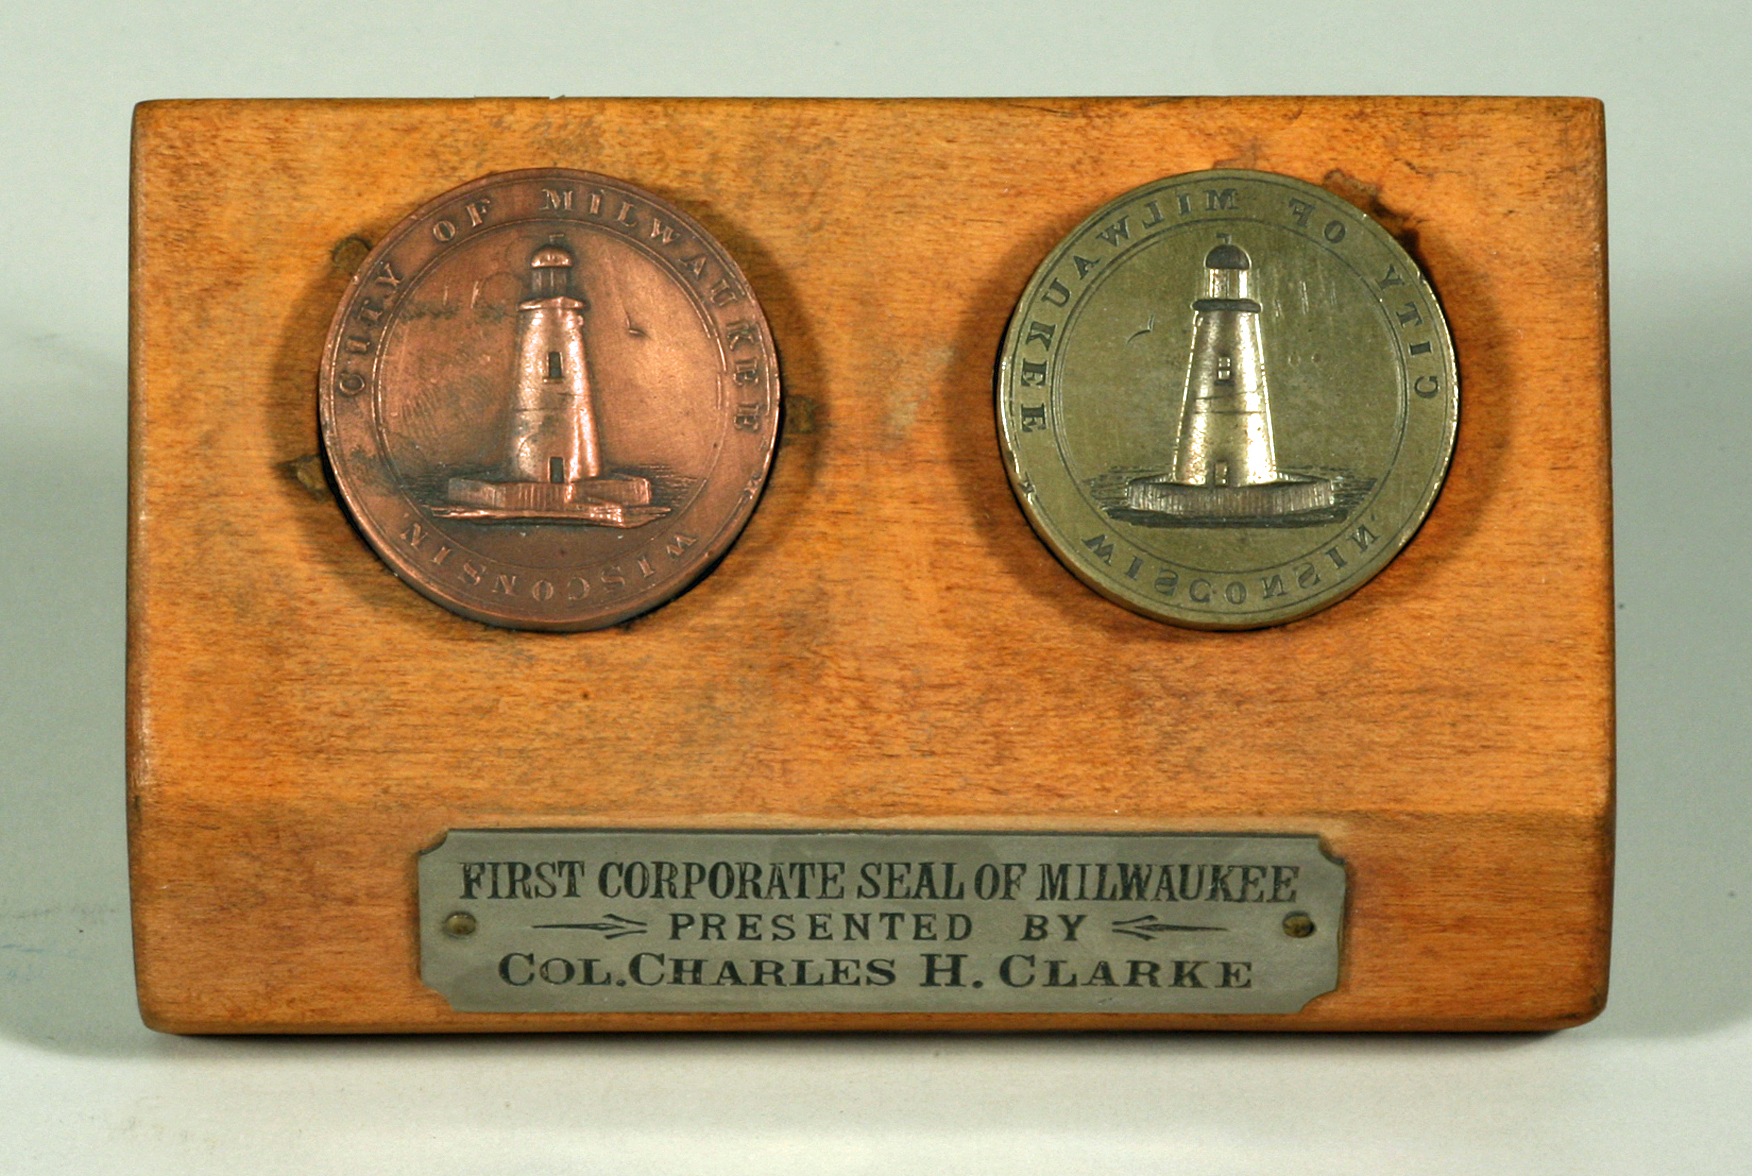 CITY OF MILWAUKEE
WISCONSIN
CITY OF MILWAUKEE
WISCONSIN.
FIRST CORPORATE SEAL OF MILWAUKEE
PRESENTED BY
COL. CHARLES H. CLARKE